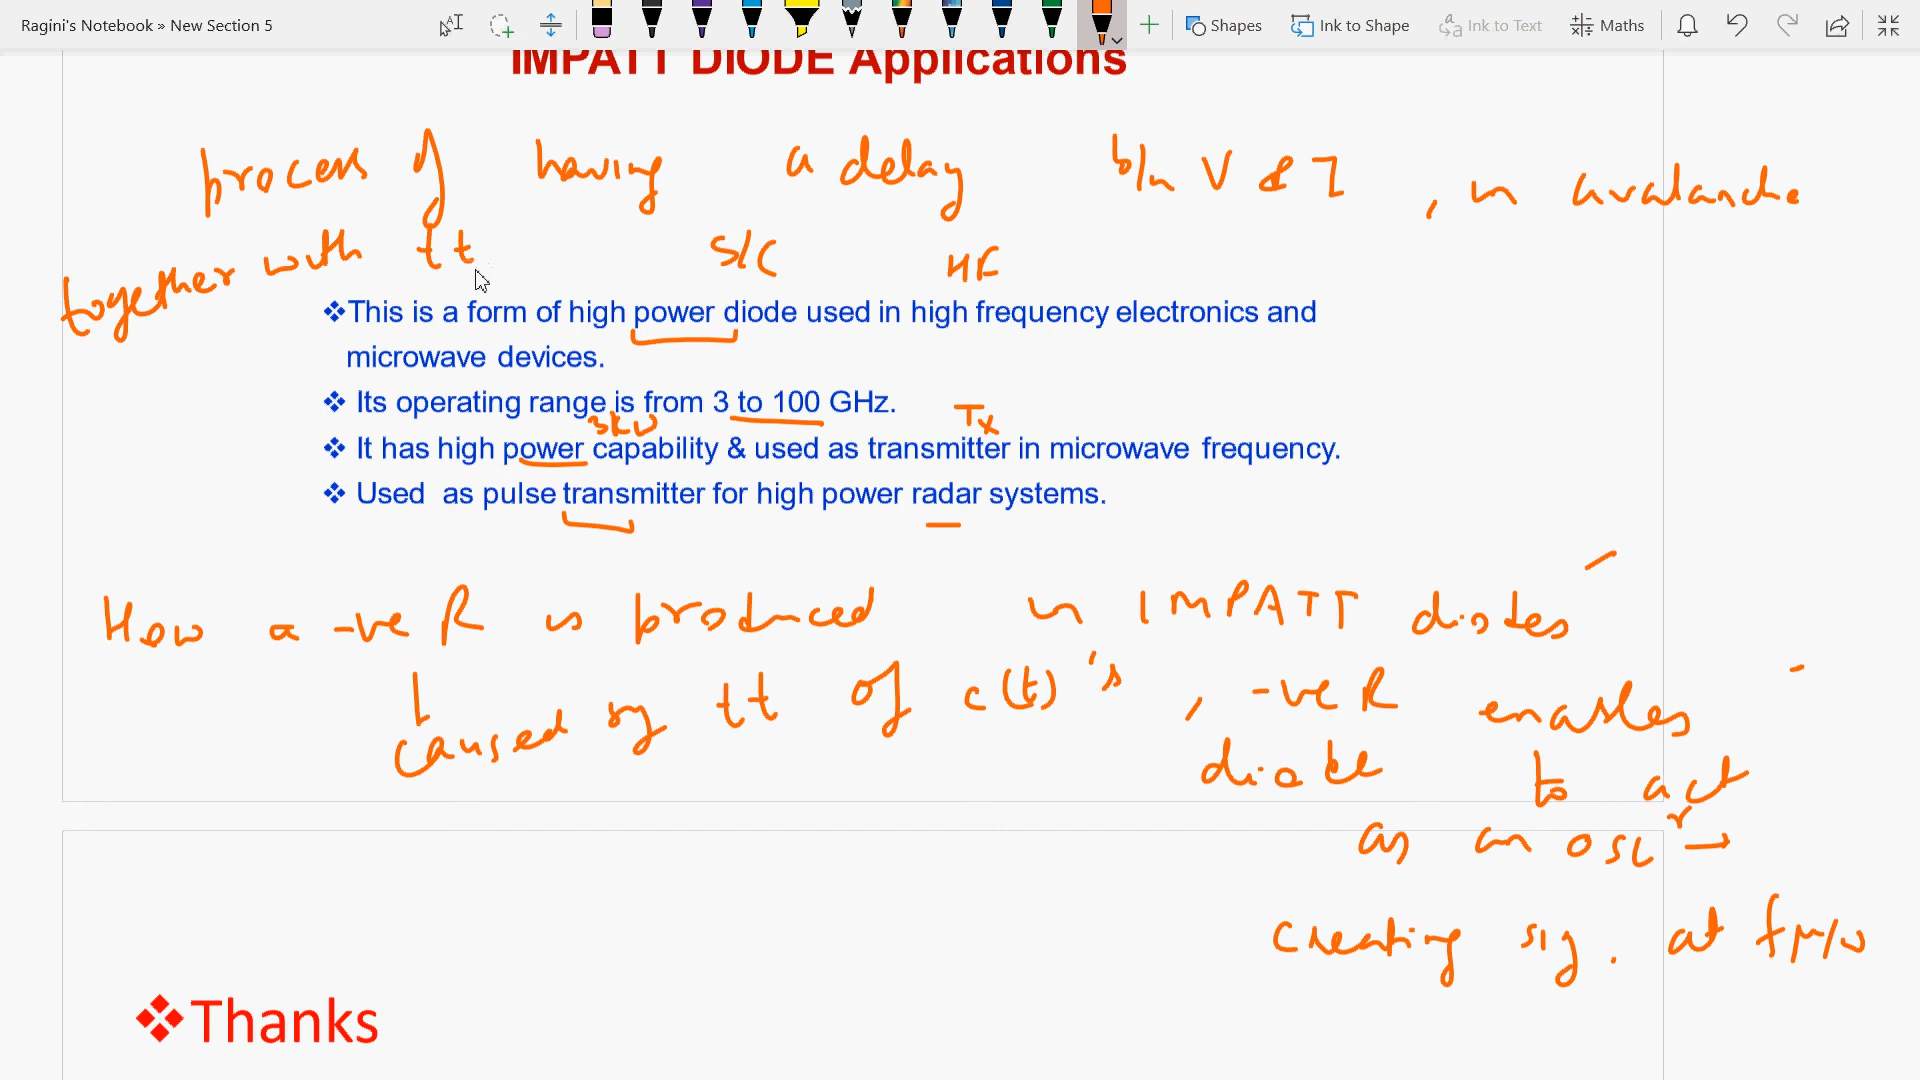 Ragini's Notebook » New Section 5
Shapes Ink to Shape Ink to Text Maths
IMPATT DIODE Applications
process of having a delay b/n V & I , in avalanche
together with tt S/C HF
❖This is a form of high power diode used in high frequency electronics and
microwave devices.
❖ Its operating range is from 3 to 100 GHz.
3KW Tx
❖ It has high power capability & used as transmitter in microwave frequency.
❖ Used as pulse transmitter for high power radar systems.
How a -ve R is produced in IMPATT diodes
caused by tt of c(t)'s , -ve R enables
diode to act
as an oscr →
creating sig. at f μ/w
❖Thanks